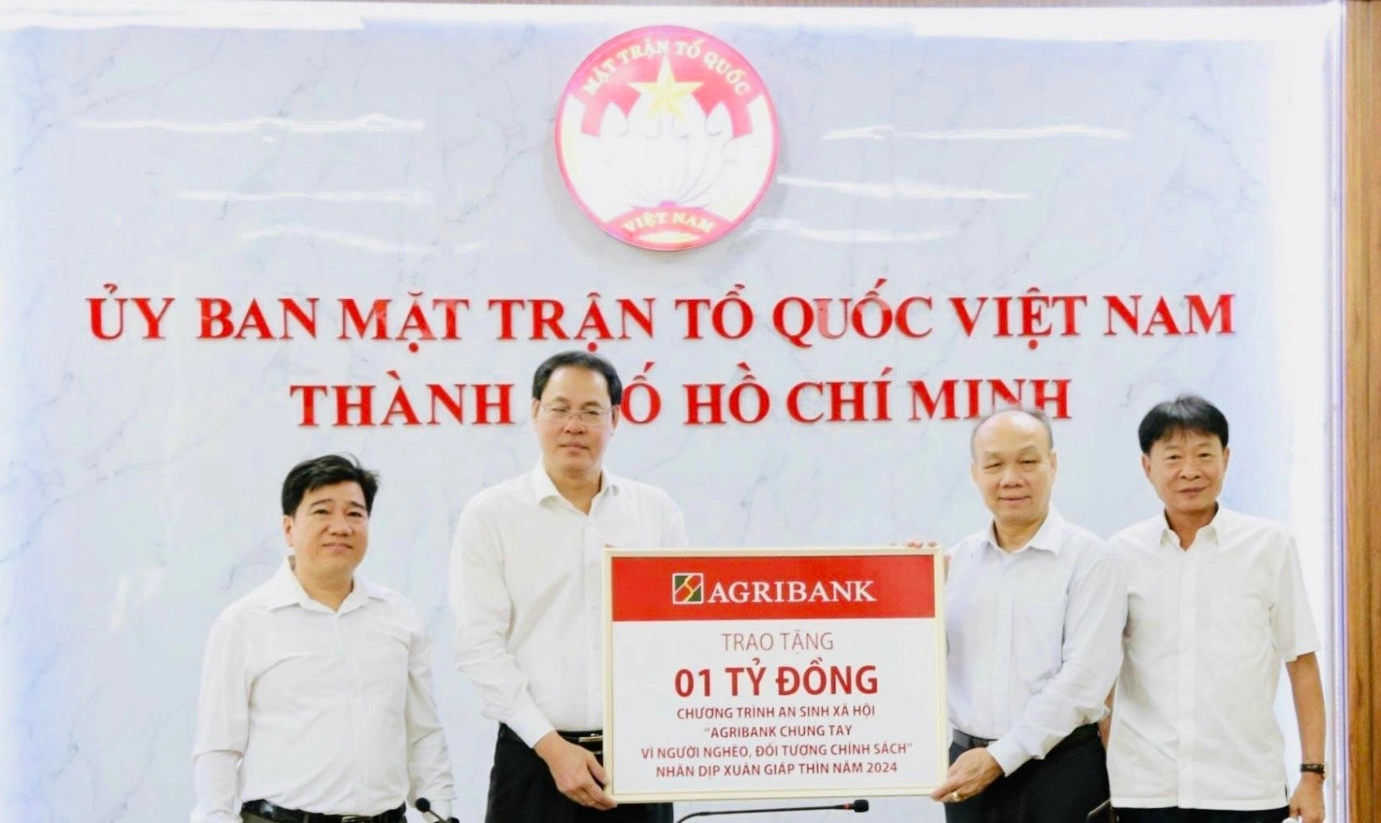 MẶT TRẬN TỔ QUỐC
VIỆT NAM
ỦY BAN MẶT TRẬN TỔ QUỐC VIỆT NAM
THÀNH Ố HỒ CHÍ MINH
AGRIBANK
TRAO TẶNG
01 TỶ ĐỒNG
CHƯƠNG TRÌNH AN SINH XÃ HỘI
"AGRIBANK CHUNG TAY
VÌ NGƯỜI NGHÈO, ĐỐI TƯỢNG CHÍNH SÁCH"
NHÂN DỊP XUÂN GIÁP THÌN NĂM 2024